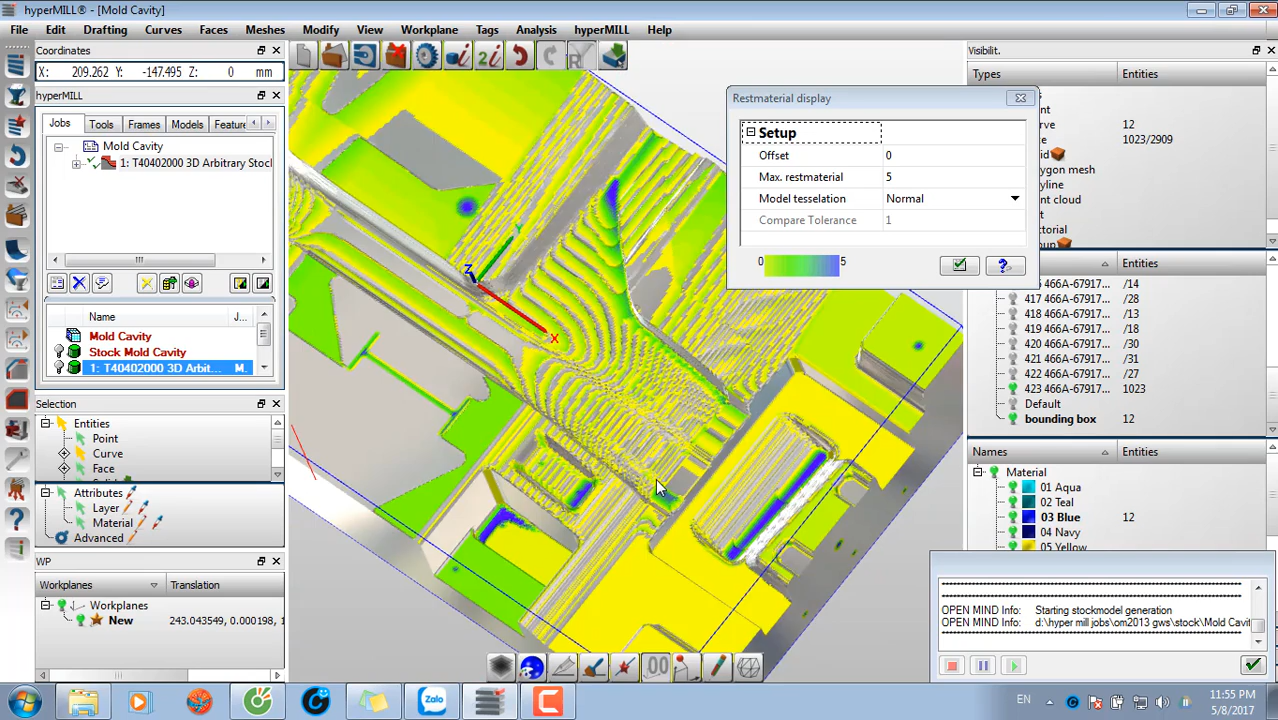 hyperMILL® - [Mold Cavity]
File Edit Drafting Curves Faces Meshes Modify View Workplane Tags Analysis hyperMILL Help
Coordinates
X: 209.262 Y: -147.495 Z: 0 mm
hyperMILL
Jobs Tools Frames Models Feature
Mold Cavity
1: T40402000 3D Arbitrary Stock
Name J...
Mold Cavity
Stock Mold Cavity
1: T40402000 3D Arbit... M.
Selection
Entities
Point
Curve
Face
Attributes
Layer
Material
Advanced
WP
Workplanes Translation
Workplanes
New 243.043549, 0.000198, 1
Z
Y
X
Restmaterial display
Setup
Offset 0
Max. restmaterial 5
Model tesselation Normal
Compare Tolerance 1
0 5
Visibilit.
Types Entities
12
1023/2909
Entities
416 466A-67917... /14
417 466A-67917... /28
418 466A-67917... /13
419 466A-67917... /18
420 466A-67917... /30
421 466A-67917... /31
422 466A-67917... /27
423 466A-67917... 1023
Default
bounding box 12
Names Entities
Material
01 Aqua
02 Teal
03 Blue 12
04 Navy
05 Yellow
OPEN MIND Info: Starting stockmodel generation
OPEN MIND Info: d:\hyper mill jobs\om2013 gws\stock\Mold Cavit
Zalo
EN
11:55 PM
5/8/2017